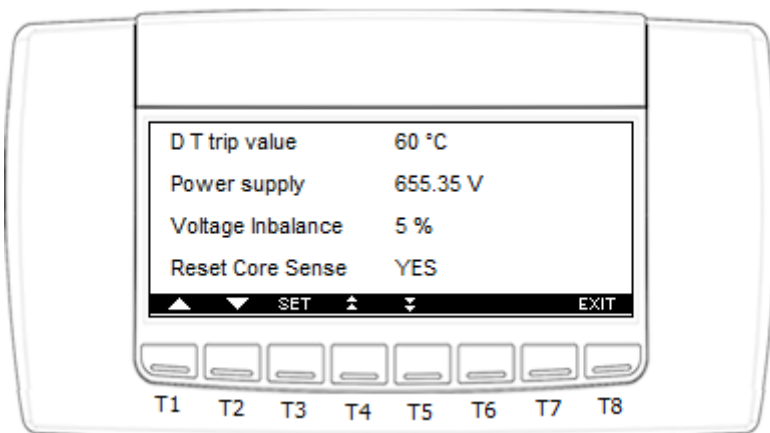 D T trip value 60 °C
Power supply 655.35 V
Voltage Inbalance 5 %
Reset Core Sense YES
SET EXIT
T1 T2 T3 T4 T5 T6 T7 T8